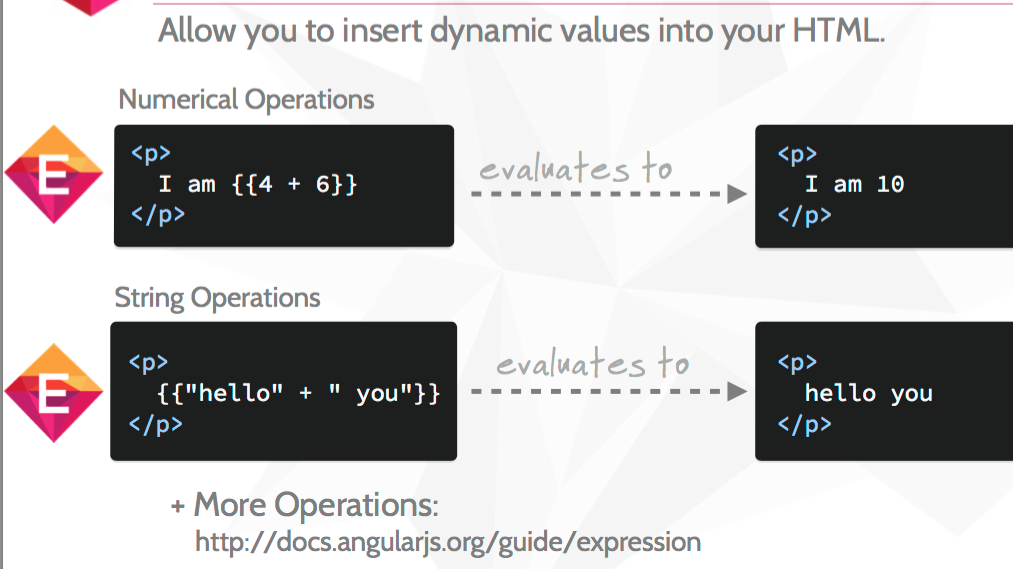 Allow you to insert dynamic values into your HTML.
Numerical Operations
E
<p>
I am {{4 + 6}}
</p>
evaluates to
<p>
I am 10
</p>
String Operations
E
<p>
{{"hello" + " you"}}
</p>
evaluates to
<p>
hello you
</p>
+ More Operations:
http://docs.angularjs.org/guide/expression